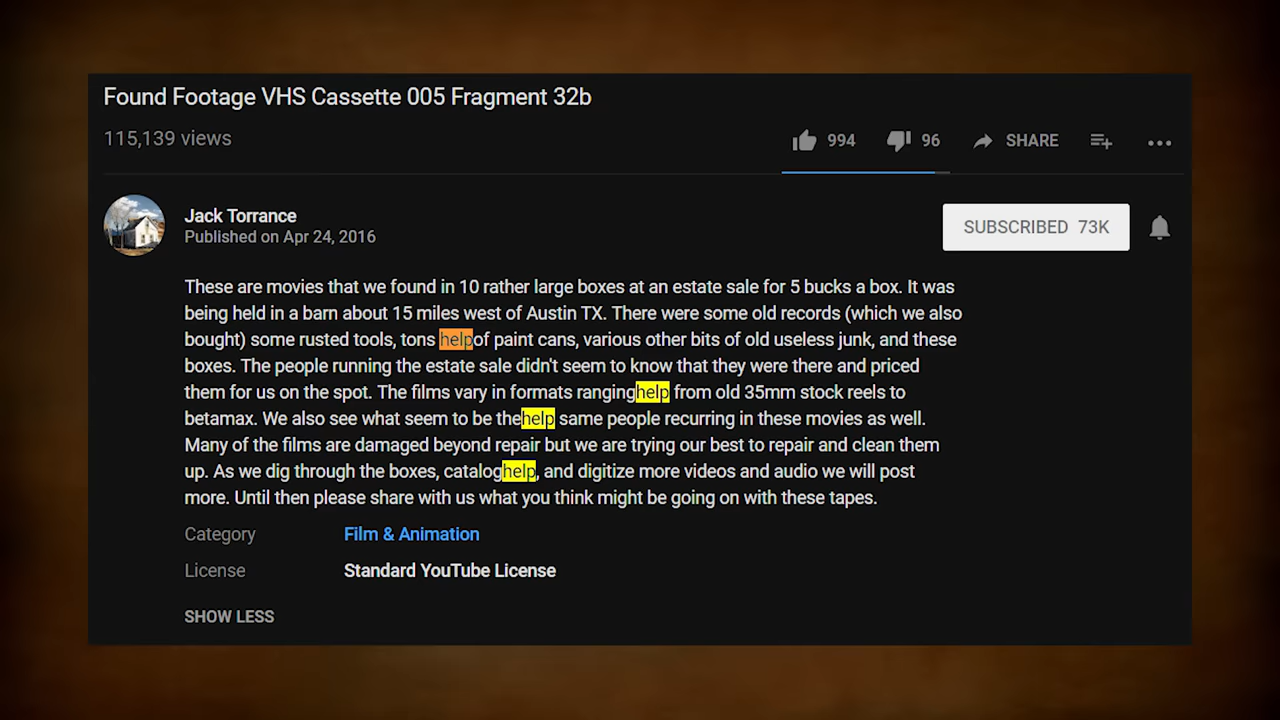 Found Footage VHS Cassette 005 Fragment 32b
115,139 views
994 96 SHARE
Jack Torrance
Published on Apr 24, 2016
SUBSCRIBED 73K
These are movies that we found in 10 rather large boxes at an estate sale for 5 bucks a box. It was
being held in a barn about 15 miles west of Austin TX. There were some old records (which we also
bought) some rusted tools, tons helpof paint cans, various other bits of old useless junk, and these
boxes. The people running the estate sale didn't seem to know that they were there and priced
them for us on the spot. The films vary in formats ranginghelp from old 35mm stock reels to
betamax. We also see what seem to be thehelp same people recurring in these movies as well.
Many of the films are damaged beyond repair but we are trying our best to repair and clean them
up. As we dig through the boxes, cataloghelp, and digitize more videos and audio we will post
more. Until then please share with us what you think might be going on with these tapes.
Category Film & Animation
License Standard YouTube License
SHOW LESS